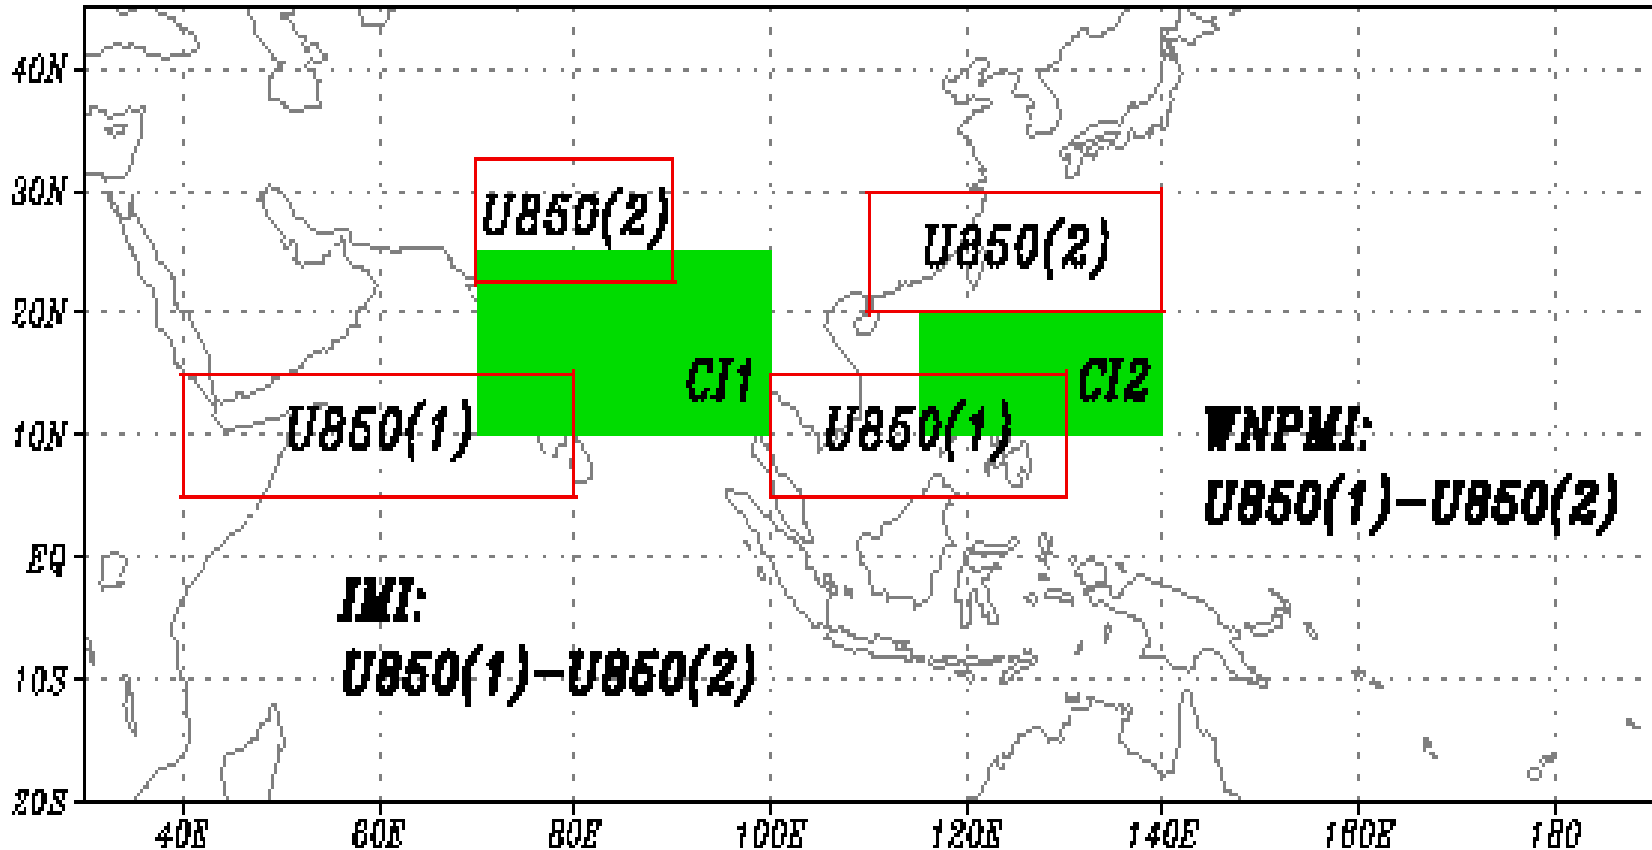 40N
30N
20N
10N
EQ
10S
20S
U850(2)
U850(2)
CI1
CI2
U850(1)
U850(1)
WNPMI:
U850(1)-U850(2)
IMI:
U850(1)-U850(2)
40E
60E
80E
100E
120E
140E
160E
180